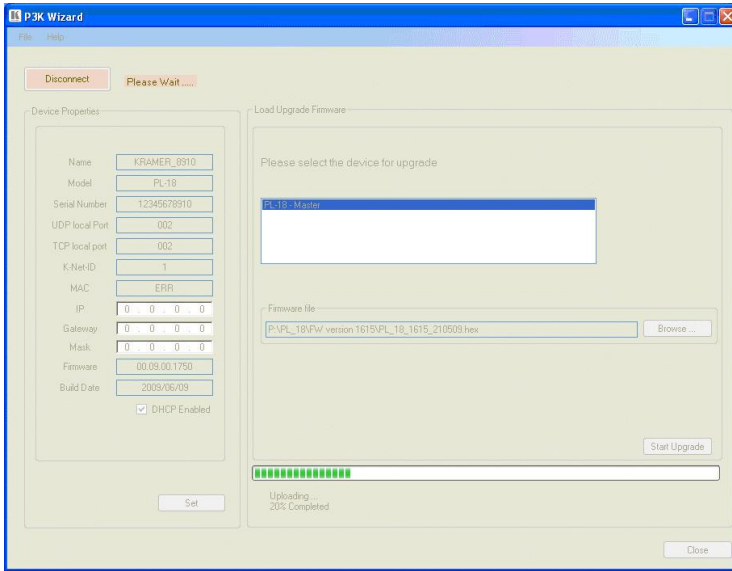 P3K Wizard
File Help
Disconnect Please Wait .....
Device Properties
Name KRAMER_8910
Model PL-18
Serial Number 12345678910
UDP local Port 002
TCP local port 002
K-Net-ID 1
MAC ERR
IP 0 . 0 . 0 . 0
Gateway 0 . 0 . 0 . 0
Mask 0 . 0 . 0 . 0
Firmware 00.09.00.1750
Build Date 2009/06/09
DHCP Enabled
Set
Load Upgrade Firmware
Please select the device for upgrade
PL-18 - Master
Firmware file
P:\PL_18\FW version 1615\PL_18_1615_210509.hex Browse ...
Start Upgrade
Uploading ...
20% Completed
Close